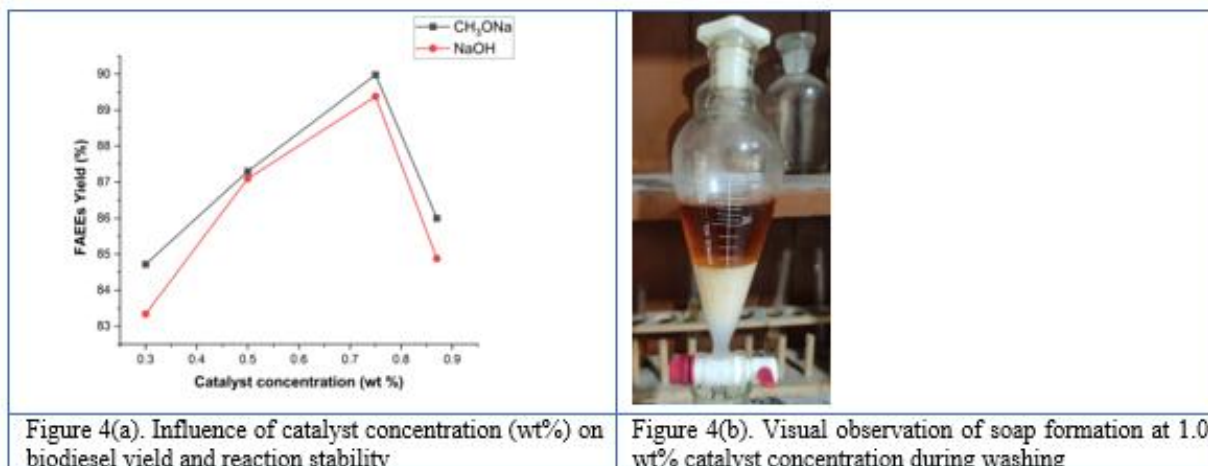 CH₃ONa
NaOH
FAEEs Yield (%)
90
89
88
87
86
85
84
83
0.3
0.4
0.5
0.6
0.7
0.8
0.9
Catalyst concentration (wt %)
Figure 4(a). Influence of catalyst concentration (wt%) on
biodiesel yield and reaction stability
Figure 4(b). Visual observation of soap formation at 1.0
wt% catalyst concentration during washing